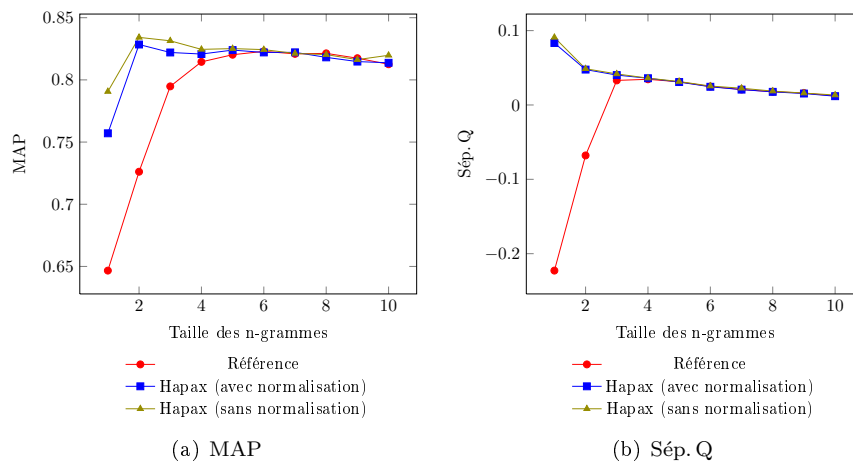 0.85
0.8
0.75
0.7
0.65
MAP
2 4 6 8 10
Taille des n-grammes
Référence
Hapax (avec normalisation)
Hapax (sans normalisation)
(a) MAP
0.1
0
−0.1
−0.2
Sép. Q
2 4 6 8 10
Taille des n-grammes
Référence
Hapax (avec normalisation)
Hapax (sans normalisation)
(b) Sép. Q